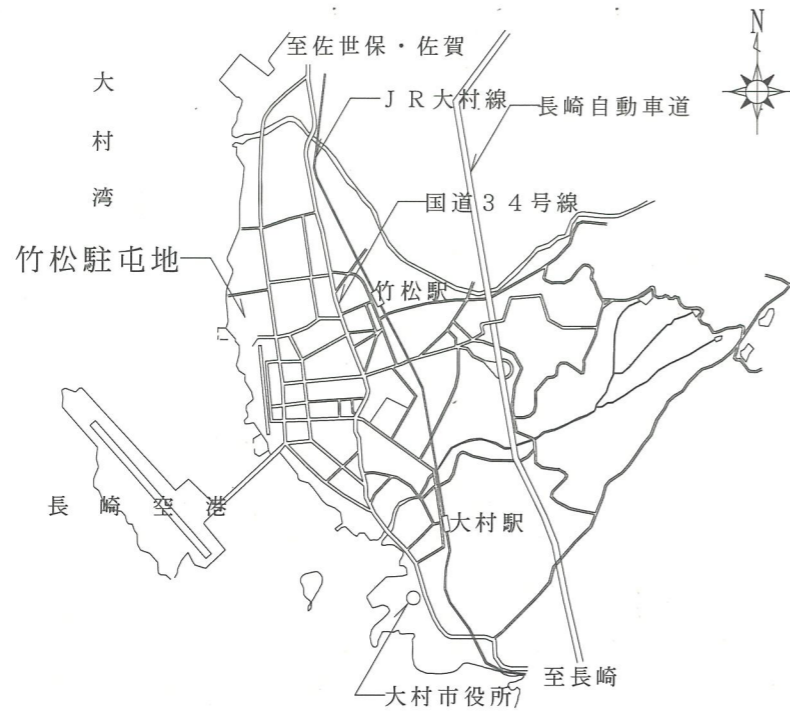 N
至佐世保・佐賀
大村湾
ＪＲ大村線
長崎自動車道
国道３４号線
竹松駐屯地
竹松駅
長崎空港
大村駅
至長崎
大村市役所